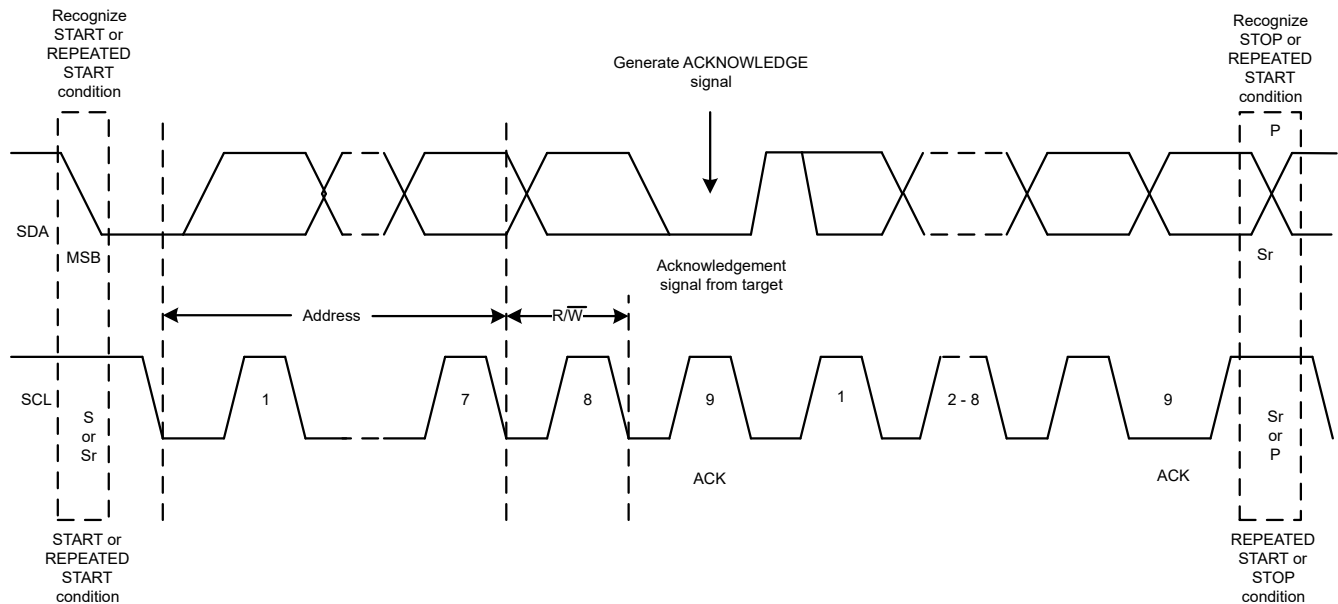 Recognize
START or
REPEATED
START
condition
Generate ACKNOWLEDGE
signal
Recognize
STOP or
REPEATED
START
condition
P
SDA
MSB
Acknowledgement
signal from target
Sr
Address
R/W̅
SCL
S
or
Sr
1
7
8
9
1
2 - 8
9
Sr
or
P
ACK
ACK
START or
REPEATED
START
condition
REPEATED
START or
STOP
condition